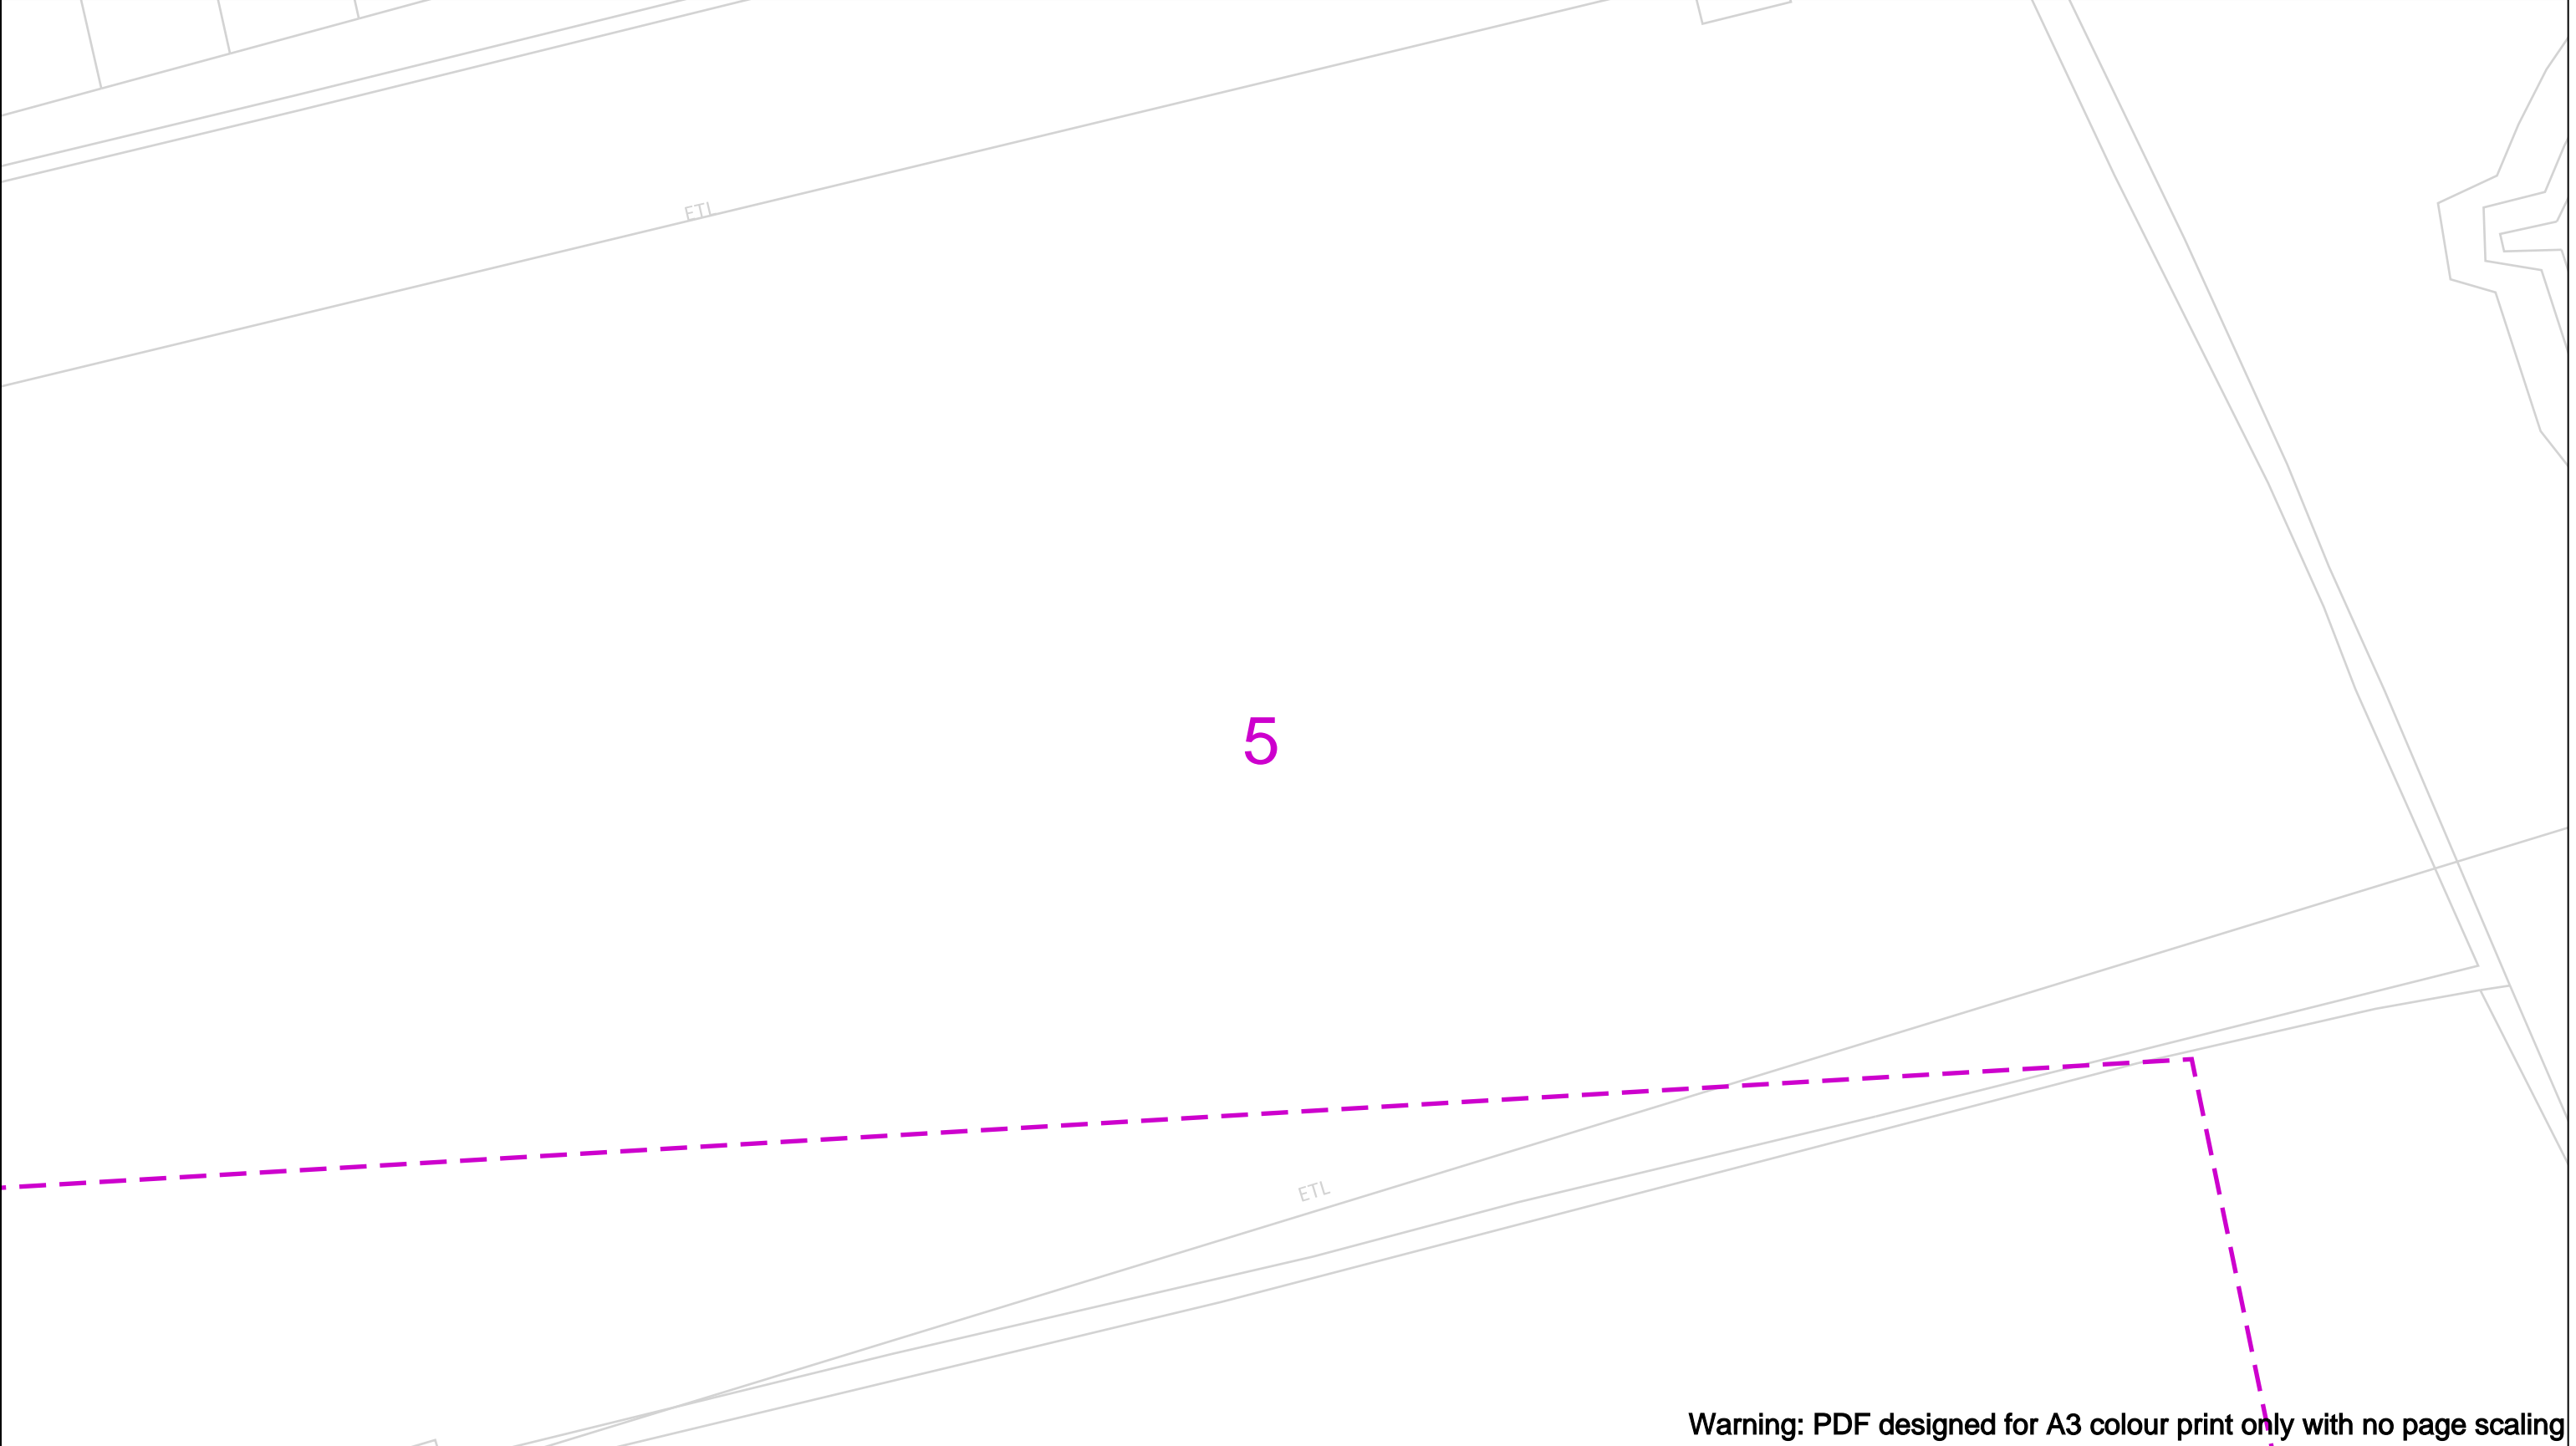 ETL
5
ETL
Warning: PDF designed for A3 colour print only with no page scaling